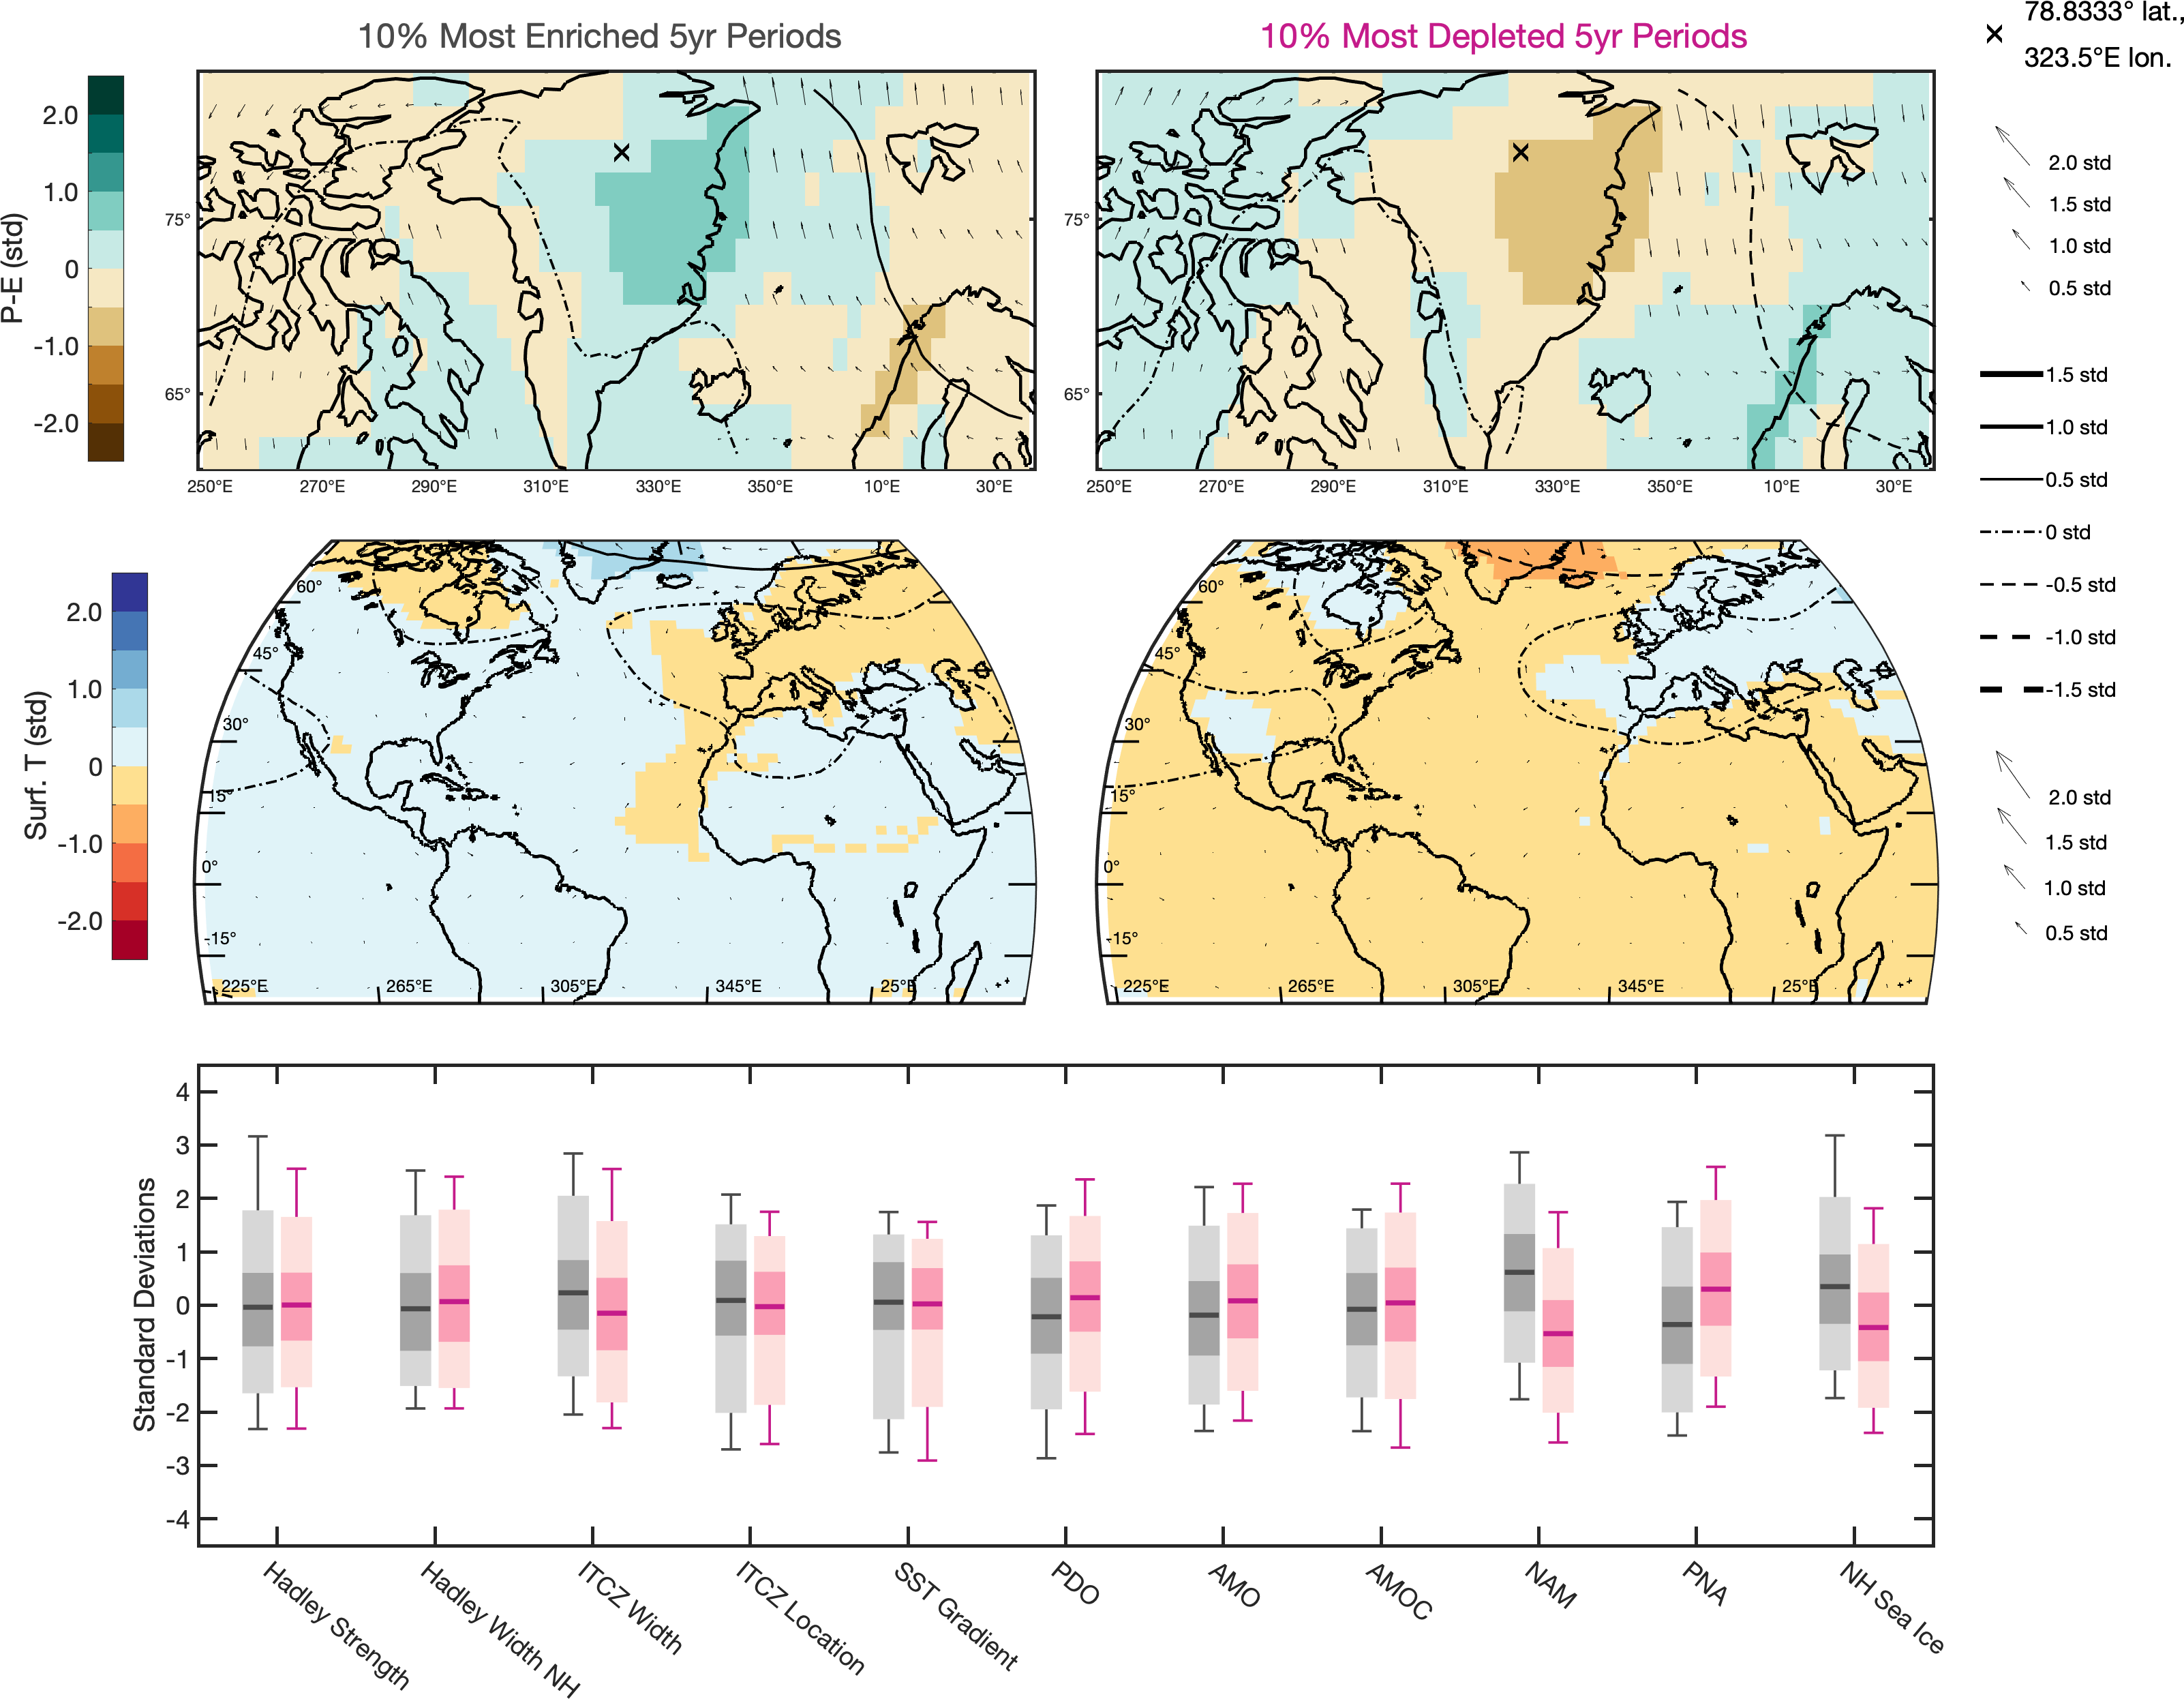 10% Most Enriched 5yr Periods
10% Most Depleted 5yr Periods
78.8333° lat.,
323.5°E lon.
P-E (std)
2.0
1.0
0
-1.0
-2.0
75°
65°
250°E 270°E 290°E 310°E 330°E 350°E 10°E 30°E
75°
65°
250°E 270°E 290°E 310°E 330°E 350°E 10°E 30°E
2.0 std
1.5 std
1.0 std
0.5 std
1.5 std
1.0 std
0.5 std
0 std
-0.5 std
-1.0 std
-1.5 std
Surf. T (std)
2.0
1.0
0
-1.0
-2.0
60°
45°
30°
15°
0°
-15°
225°E 265°E 305°E 345°E 25°E
60°
45°
30°
15°
0°
-15°
225°E 265°E 305°E 345°E 25°E
2.0 std
1.5 std
1.0 std
0.5 std
Standard Deviations
4
3
2
1
0
-1
-2
-3
-4
Hadley Strength
Hadley Width NH
ITCZ Width
ITCZ Location
SST Gradient
PDO
AMO
AMOC
NAM
PNA
NH Sea Ice